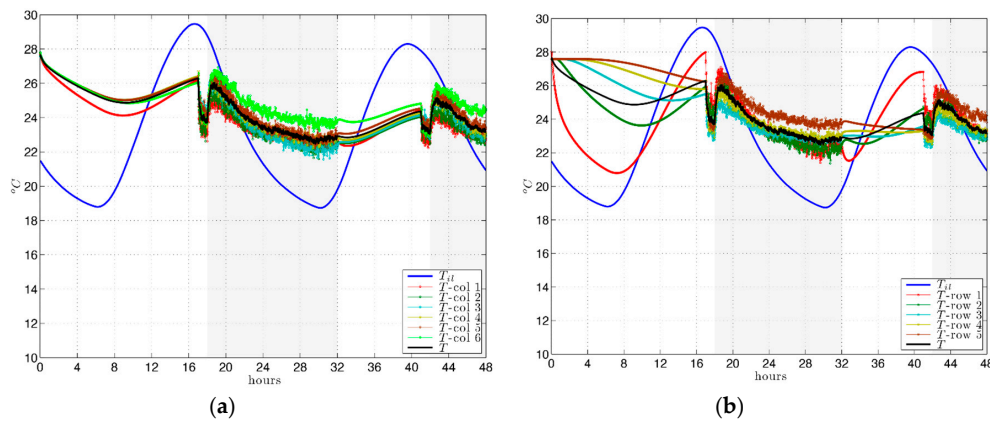 30
28
26
24
22
20
18
16
14
12
10
°C
0 4 8 12 16 20 24 28 32 36 40 44 48
hours
T_il
T-col 1
T-col 2
T-col 3
T-col 4
T-col 5
T-col 6
T
(a)
30
28
26
24
22
20
18
16
14
12
10
°C
0 4 8 12 16 20 24 28 32 36 40 44 48
hours
T_il
T-row 1
T-row 2
T-row 3
T-row 4
T-row 5
T
(b)